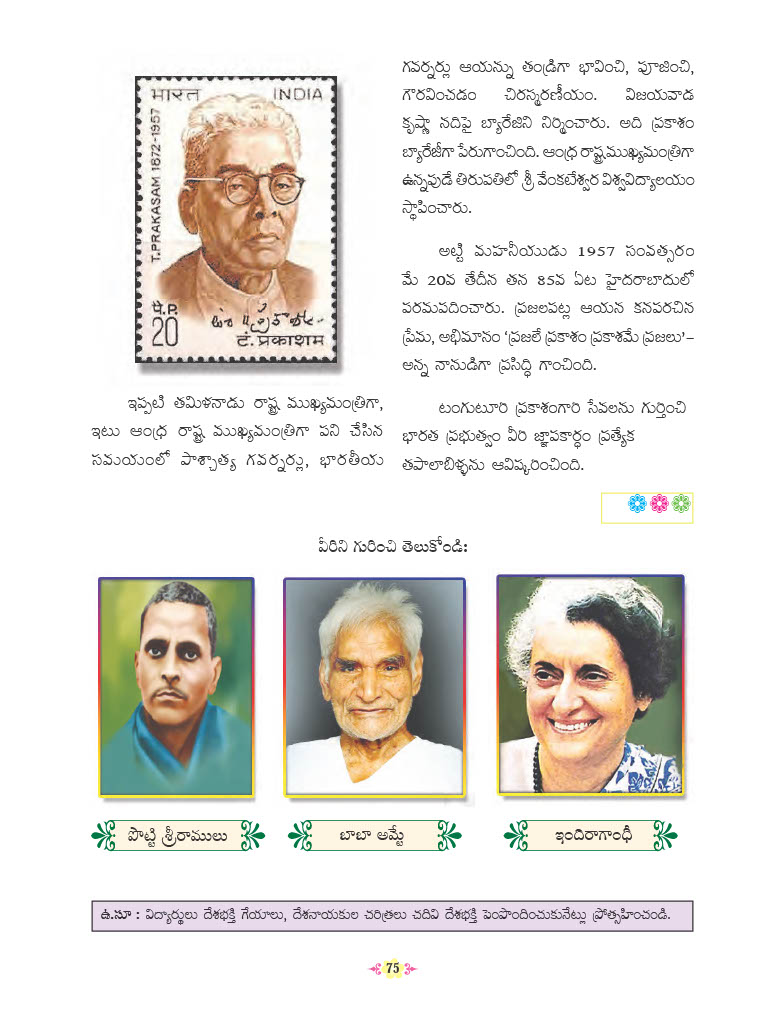 भारत INDIA
T. PRAKASAM 1872-1957
पै. P.
20
टं. प्रकाशम
ఇప్పటి తమిళనాడు రాష్ట్ర ముఖ్యమంత్రిగా,
ఇటు ఆంధ్ర రాష్ట్ర ముఖ్యమంత్రిగా పని చేసిన
సమయంలో పాశ్చాత్య గవర్నర్లు, భారతీయ
గవర్నర్లు ఆయన్ను తండ్రిగా భావించి, పూజించి,
గౌరవించడం చిరస్మరణీయం. విజయవాడ
కృష్ణా నదిపై బ్యారేజిని నిర్మించారు. అది ప్రకాశం
బ్యారేజీగా పేరుగాంచింది. ఆంధ్ర రాష్ట్రముఖ్యమంత్రిగా
ఉన్నపుడే తిరుపతిలో శ్రీ వేంకటేశ్వర విశ్వవిద్యాలయం
స్థాపించారు.
అట్టి మహనీయుడు 1957 సంవత్సరం
మే 20వ తేదీన తన 85వ ఏట హైదరాబాదులో
పరమపదించారు. ప్రజలపట్ల ఆయన కనపరచిన
ప్రేమ, అభిమానం ‘ప్రజలే ప్రకాశం ప్రకాశమే ప్రజలు’–
అన్న నానుడిగా ప్రసిద్ధి గాంచింది.
టంగుటూరి ప్రకాశంగారి సేవలను గుర్తించి
భారత ప్రభుత్వం వీరి జ్ఞాపకార్థం ప్రత్యేక
తపాలాబిళ్ళను ఆవిష్కరించింది.
వీరిని గురించి తెలుకోండి:
పొట్టి శ్రీరాములు
బాబా ఆమ్టే
ఇందిరాగాంధీ
ఉ.సూ : విద్యార్థులు దేశభక్తి గేయాలు, దేశనాయకుల చరిత్రలు చదివి దేశభక్తి పెంపొందించుకునేట్లు ప్రోత్సహించండి.
75